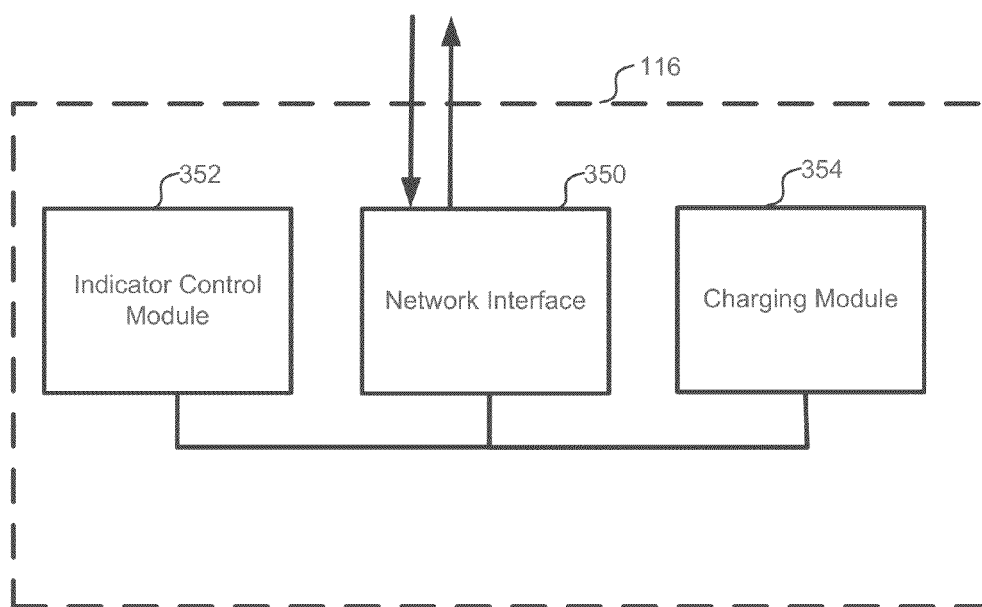 116
352
350
354
Indicator Control
Module
Network Interface
Charging Module